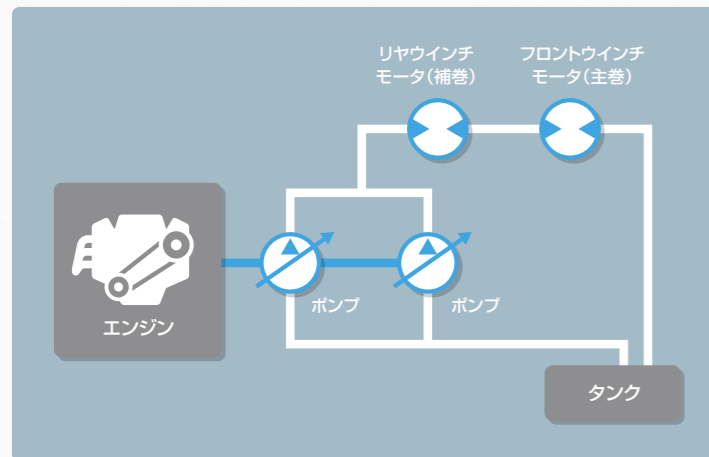 リヤウインチ
モータ(補巻)
フロントウインチ
モータ(主巻)
エンジン
ポンプ
ポンプ
タンク